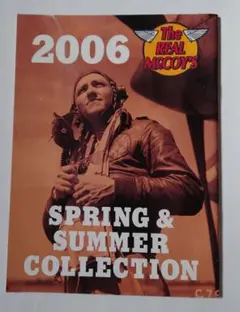 2006
The
REAL
McCOY'S
SPRING &
SUMMER
COLLECTION